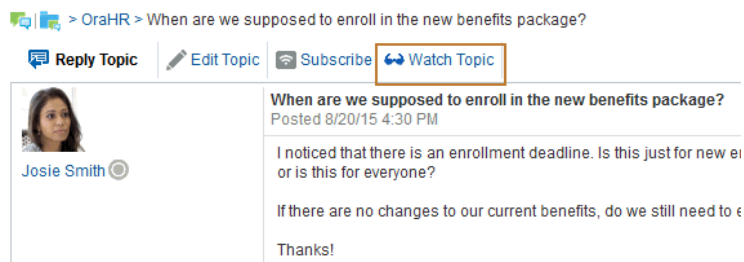 > OraHR > When are we supposed to enroll in the new benefits package?
Reply Topic Edit Topic Subscribe Watch Topic
When are we supposed to enroll in the new benefits package?
Posted 8/20/15 4:30 PM
Josie Smith
I noticed that there is an enrollment deadline. Is this just for new
or is this for everyone?
If there are no changes to our current benefits, do we still need to
Thanks!